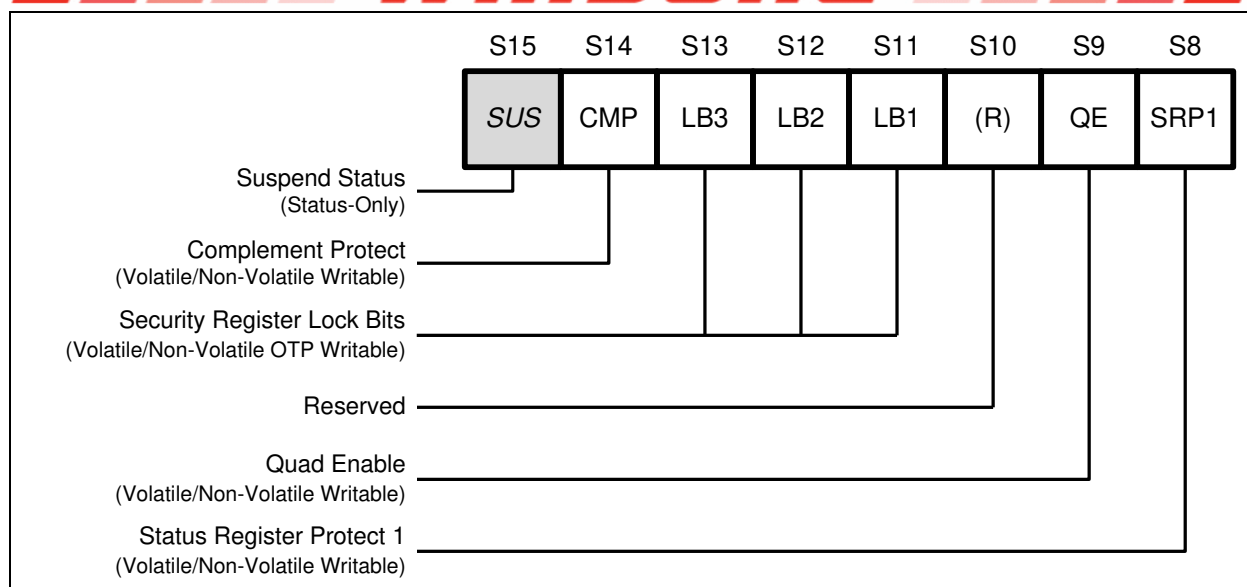 S15 S14 S13 S12 S11 S10 S9 S8
SUS CMP LB3 LB2 LB1 (R) QE SRP1
Suspend Status
(Status-Only)
Complement Protect
(Volatile/Non-Volatile Writable)
Security Register Lock Bits
(Volatile/Non-Volatile OTP Writable)
Reserved
Quad Enable
(Volatile/Non-Volatile Writable)
Status Register Protect 1
(Volatile/Non-Volatile Writable)